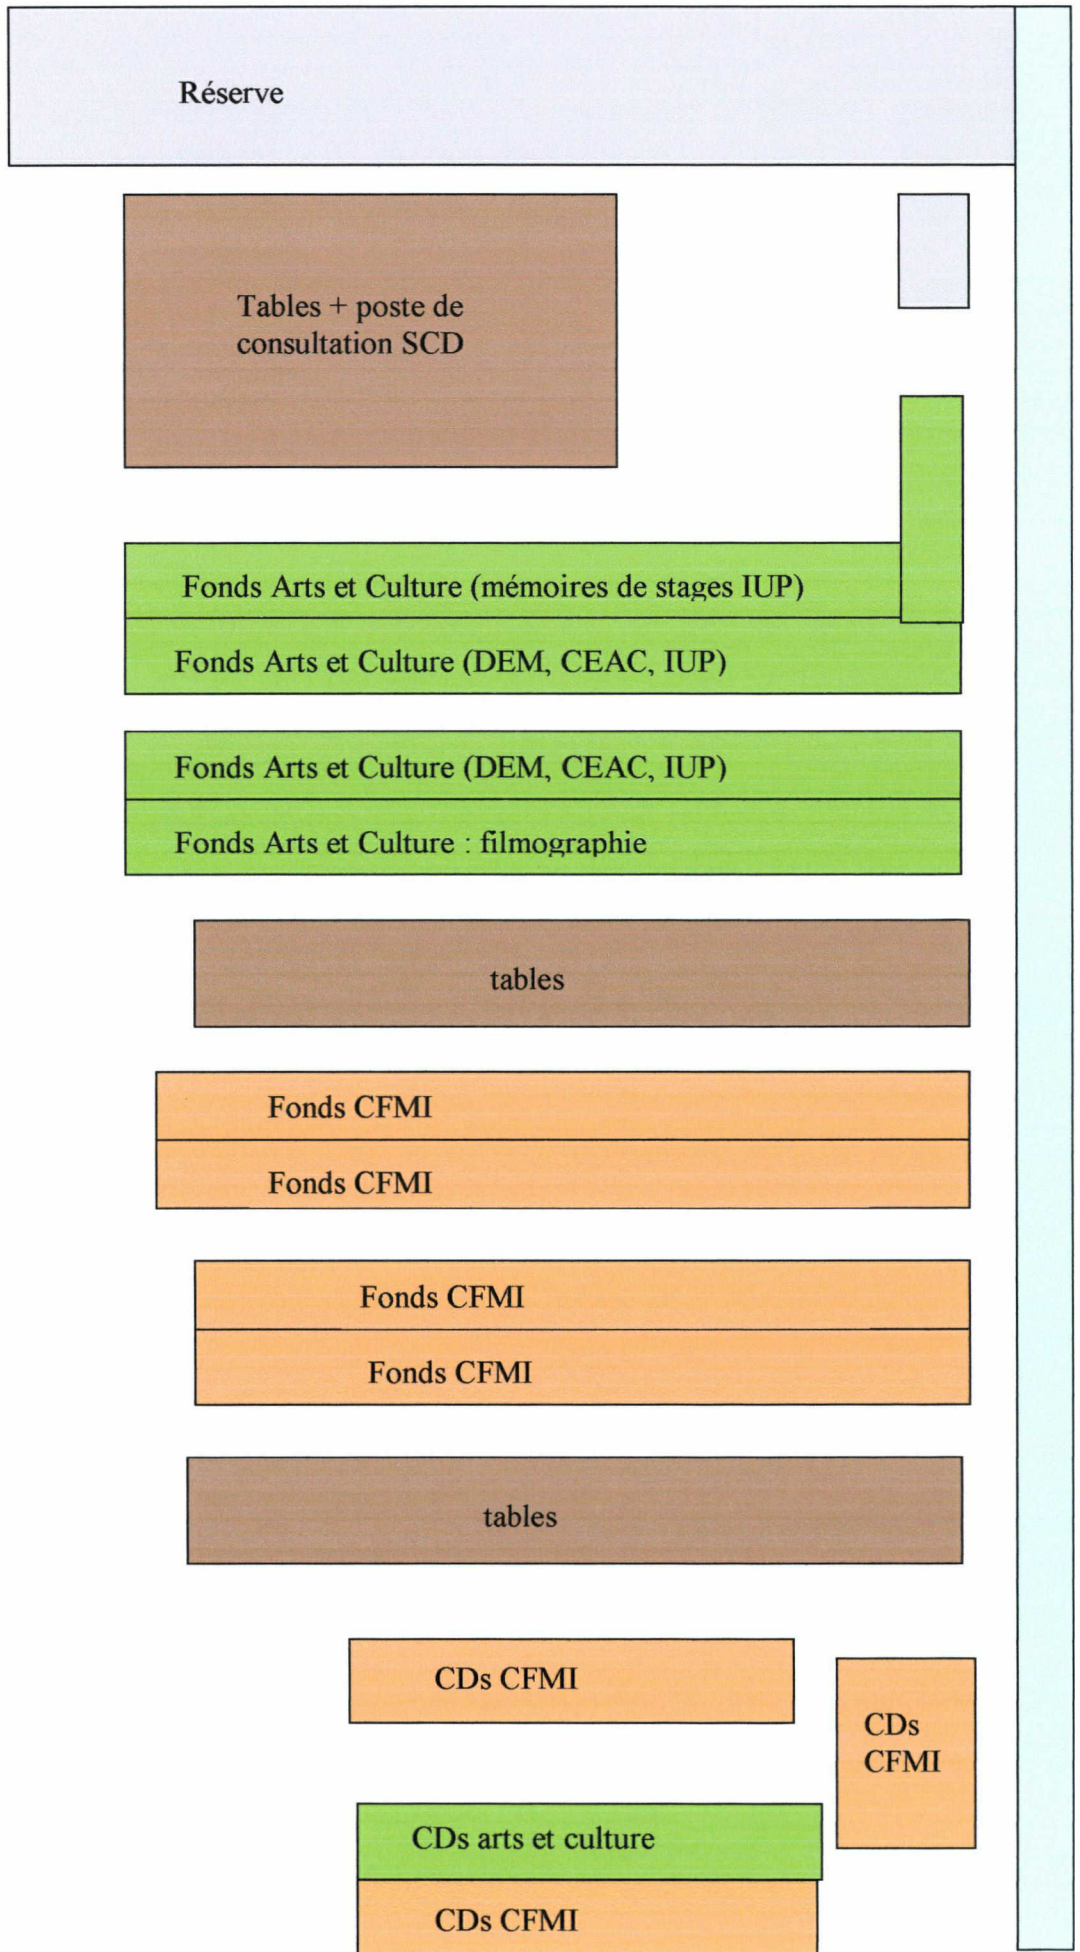 Réserve
Tables + poste de
consultation SCD
Fonds Arts et Culture (mémoires de stages IUP)
Fonds Arts et Culture (DEM, CEAC, IUP)
Fonds Arts et Culture (DEM, CEAC, IUP)
Fonds Arts et Culture : filmographie
tables
Fonds CFMI
Fonds CFMI
Fonds CFMI
Fonds CFMI
tables
CDs CFMI
CDs
CFMI
CDs arts et culture
CDs CFMI